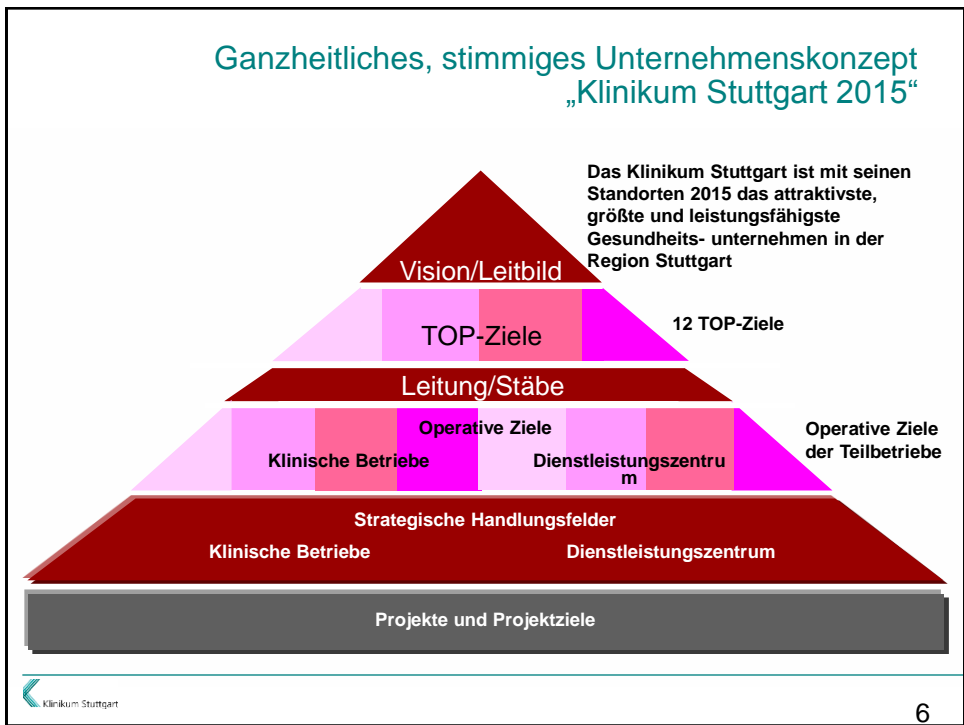 Ganzheitliches, stimmiges Unternehmenskonzept
„Klinikum Stuttgart 2015“
Das Klinikum Stuttgart ist mit seinen
Standorten 2015 das attraktivste,
größte und leistungsfähigste
Gesundheits- unternehmen in der
Region Stuttgart
Vision/Leitbild
TOP-Ziele
12 TOP-Ziele
Leitung/Stäbe
Operative Ziele
Klinische Betriebe
Dienstleistungszentru
m
Operative Ziele
der Teilbetriebe
Strategische Handlungsfelder
Klinische Betriebe
Dienstleistungszentrum
Projekte und Projektziele
Klinikum Stuttgart
6